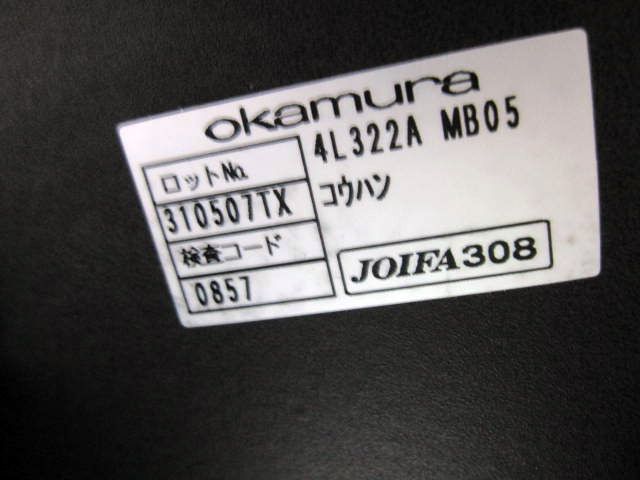 okamura
4L322A MB05
コウハン
ロットNo.
310507TX
検査コード
0857
JOIFA308